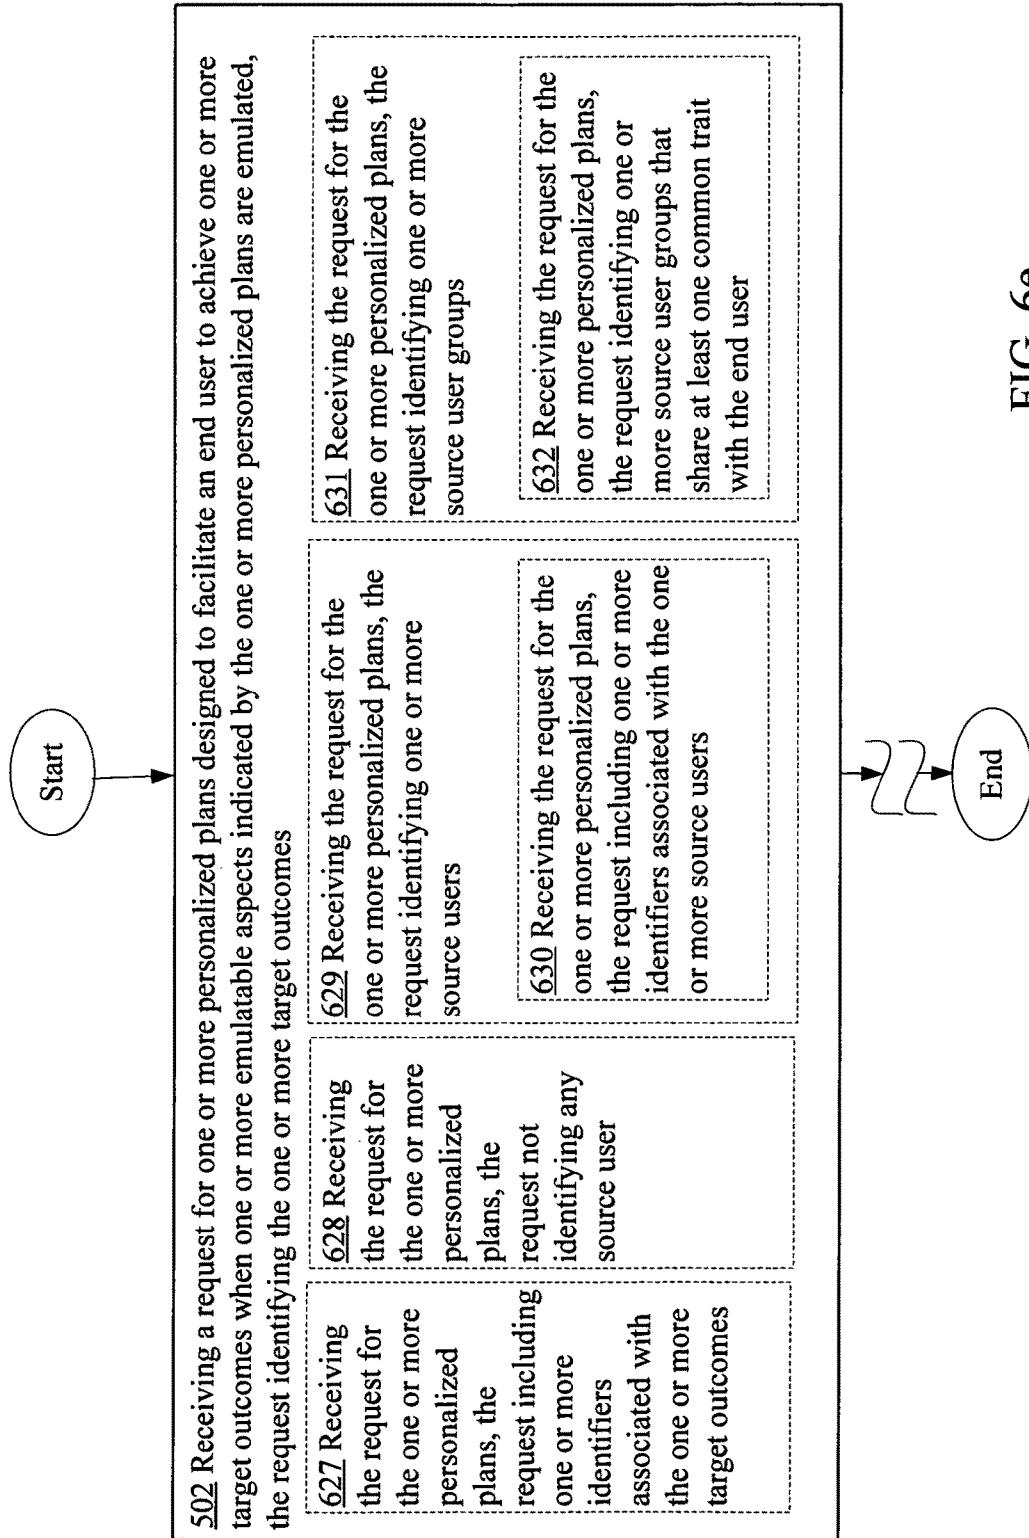 Start
502 Receiving a request for one or more personalized plans designed to facilitate an end user to achieve one or more
target outcomes when one or more emulatable aspects indicated by the one or more personalized plans are emulated,
the request identifying the one or more target outcomes
627 Receiving
the request for
the one or more
personalized
plans, the
request including
one or more
identifiers
associated with
the one or more
target outcomes
628 Receiving
the request for
the one or more
personalized
plans, the
request not
identifying any
source user
629 Receiving the request for the
one or more personalized plans, the
request identifying one or more
source users
630 Receiving the request for the
one or more personalized plans,
the request including one or more
identifiers associated with the one
or more source users
631 Receiving the request for the
one or more personalized plans, the
request identifying one or more
source user groups
632 Receiving the request for the
one or more personalized plans,
the request identifying one or
more source user groups that
share at least one common trait
with the end user
End
FIG. 6e